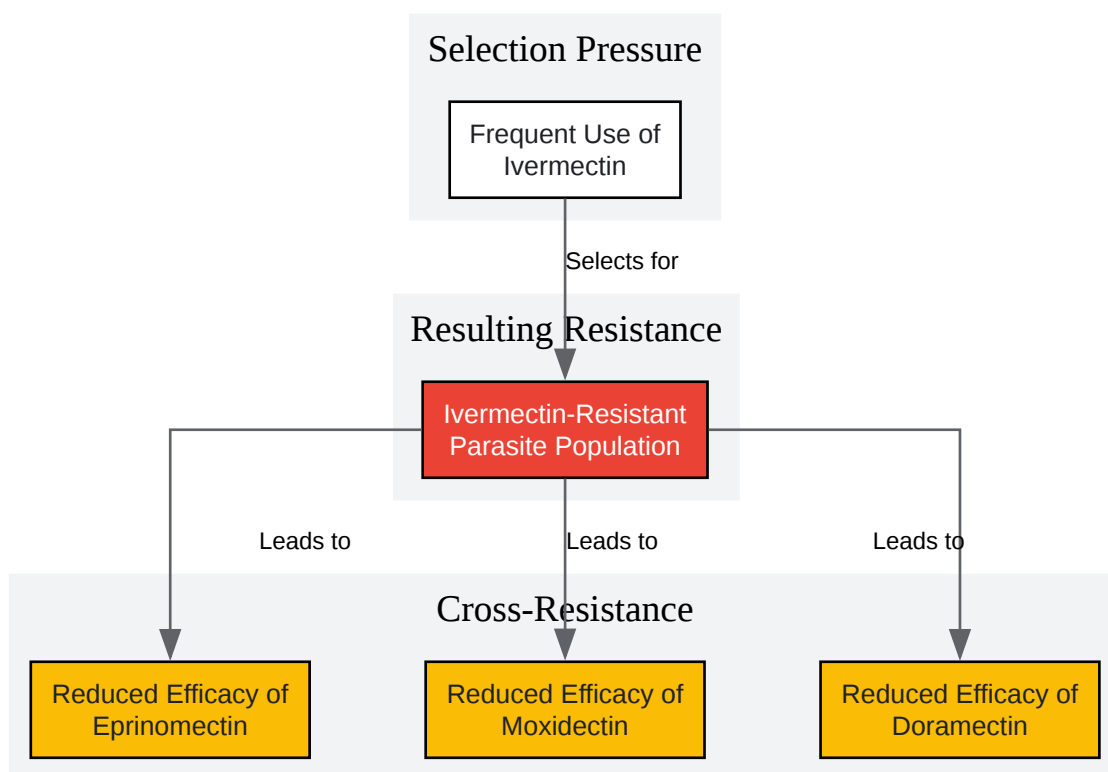 Selection Pressure
Frequent Use of
Ivermectin
Selects for
Resulting Resistance
Ivermectin-Resistant
Parasite Population
Leads to
Leads to
Leads to
Cross-Resistance
Reduced Efficacy of
Eprinomectin
Reduced Efficacy of
Moxidectin
Reduced Efficacy of
Doramectin